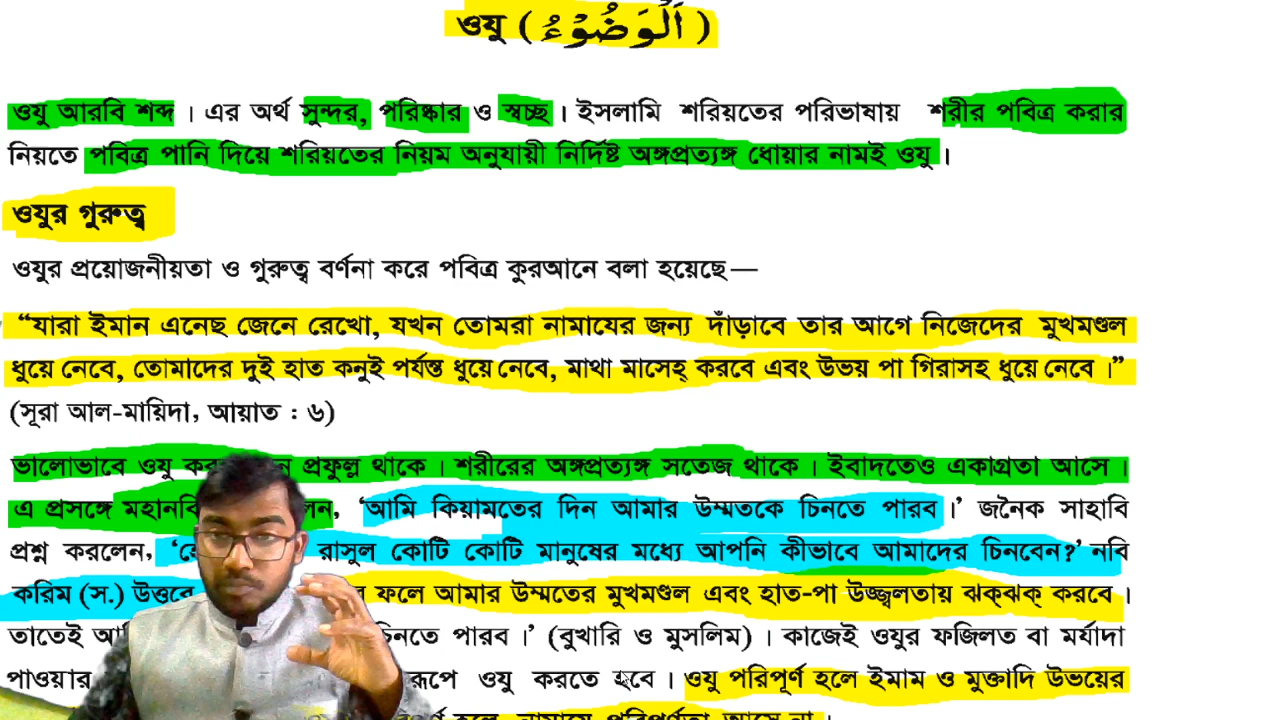 ওযু (اَلْوَضُوْءُ)
ওযু আরবি শব্দ । এর অর্থ সুন্দর, পরিষ্কার ও স্বচ্ছ । ইসলামি শরিয়তের পরিভাষায় শরীর পবিত্র করার
নিয়তে পবিত্র পানি দিয়ে শরিয়তের নিয়ম অনুযায়ী নির্দিষ্ট অঙ্গপ্রত্যঙ্গ ধোয়ার নামই ওযু ।
ওযুর গুরুত্ব
ওযুর প্রয়োজনীয়তা ও গুরুত্ব বর্ণনা করে পবিত্র কুরআনে বলা হয়েছে—
“যারা ইমান এনেছ জেনে রেখো, যখন তোমরা নামাযের জন্য দাঁড়াবে তার আগে নিজেদের মুখমণ্ডল
ধুয়ে নেবে, তোমাদের দুই হাত কনুই পর্যন্ত ধুয়ে নেবে, মাথা মাসেহ্ করবে এবং উভয় পা গিরাসহ ধুয়ে নেবে ।”
(সূরা আল-মায়িদা, আয়াত : ৬)
ভালোভাবে ওযু প্রফুল্ল থাকে । শরীরের অঙ্গপ্রত্যঙ্গ সতেজ থাকে । ইবাদতেও একাগ্রতা আসে ।
এ প্রসঙ্গে ‘আমি কিয়ামতের দিন আমার উম্মতকে চিনতে পারব ।’ জনৈক সাহাবি
প্রশ্ন করলেন, রাসুল কোটি কোটি মানুষের মধ্যে আপনি কীভাবে আমাদের চিনবেন?’ নবি
করিম (স.) ফলে আমার উম্মতের মুখমণ্ডল এবং হাত-পা উজ্জ্বলতায় ঝক্‌ঝক্ করবে ।
তাতেই চিনতে পারব ।’ (বুখারি ও মুসলিম) । কাজেই ওযুর ফজিলত বা মর্যাদা
পাওয়ার ওযু করতে হবে । ওযু পরিপূর্ণ হলে ইমাম ও মুক্তাদি উভয়ের
নামাযে পরিপূর্ণতা আসে না ।